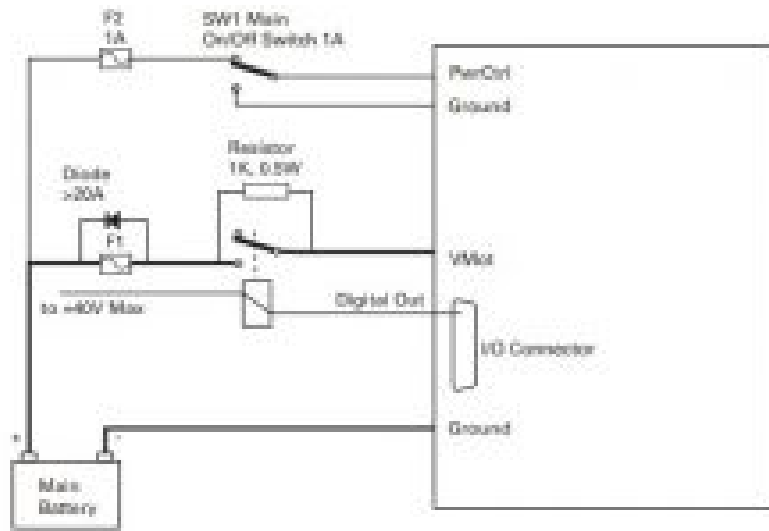 F2
1A
SW1 Main
On/Off Switch 1A
PwrCtrl
Ground
Resistor
1K, 0.5W
Diode
>20A
F1
VMot
to +40V Max
Digital Out
I/O Connector
Ground
+ -
Main
Battery